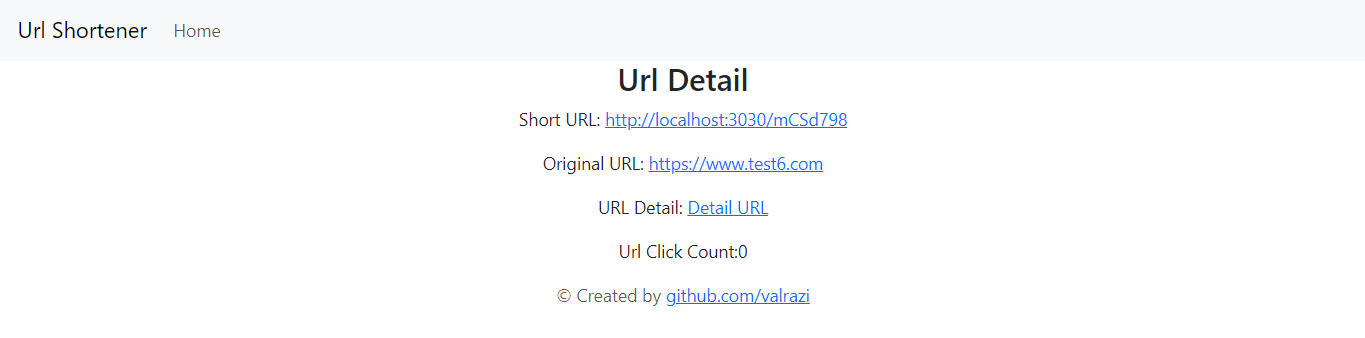 Url Shortener Home
Url Detail
Short URL: http://localhost:3030/mCSd798
Original URL: https://www.test6.com
URL Detail: Detail URL
Url Click Count:0
© Created by github.com/valrazi